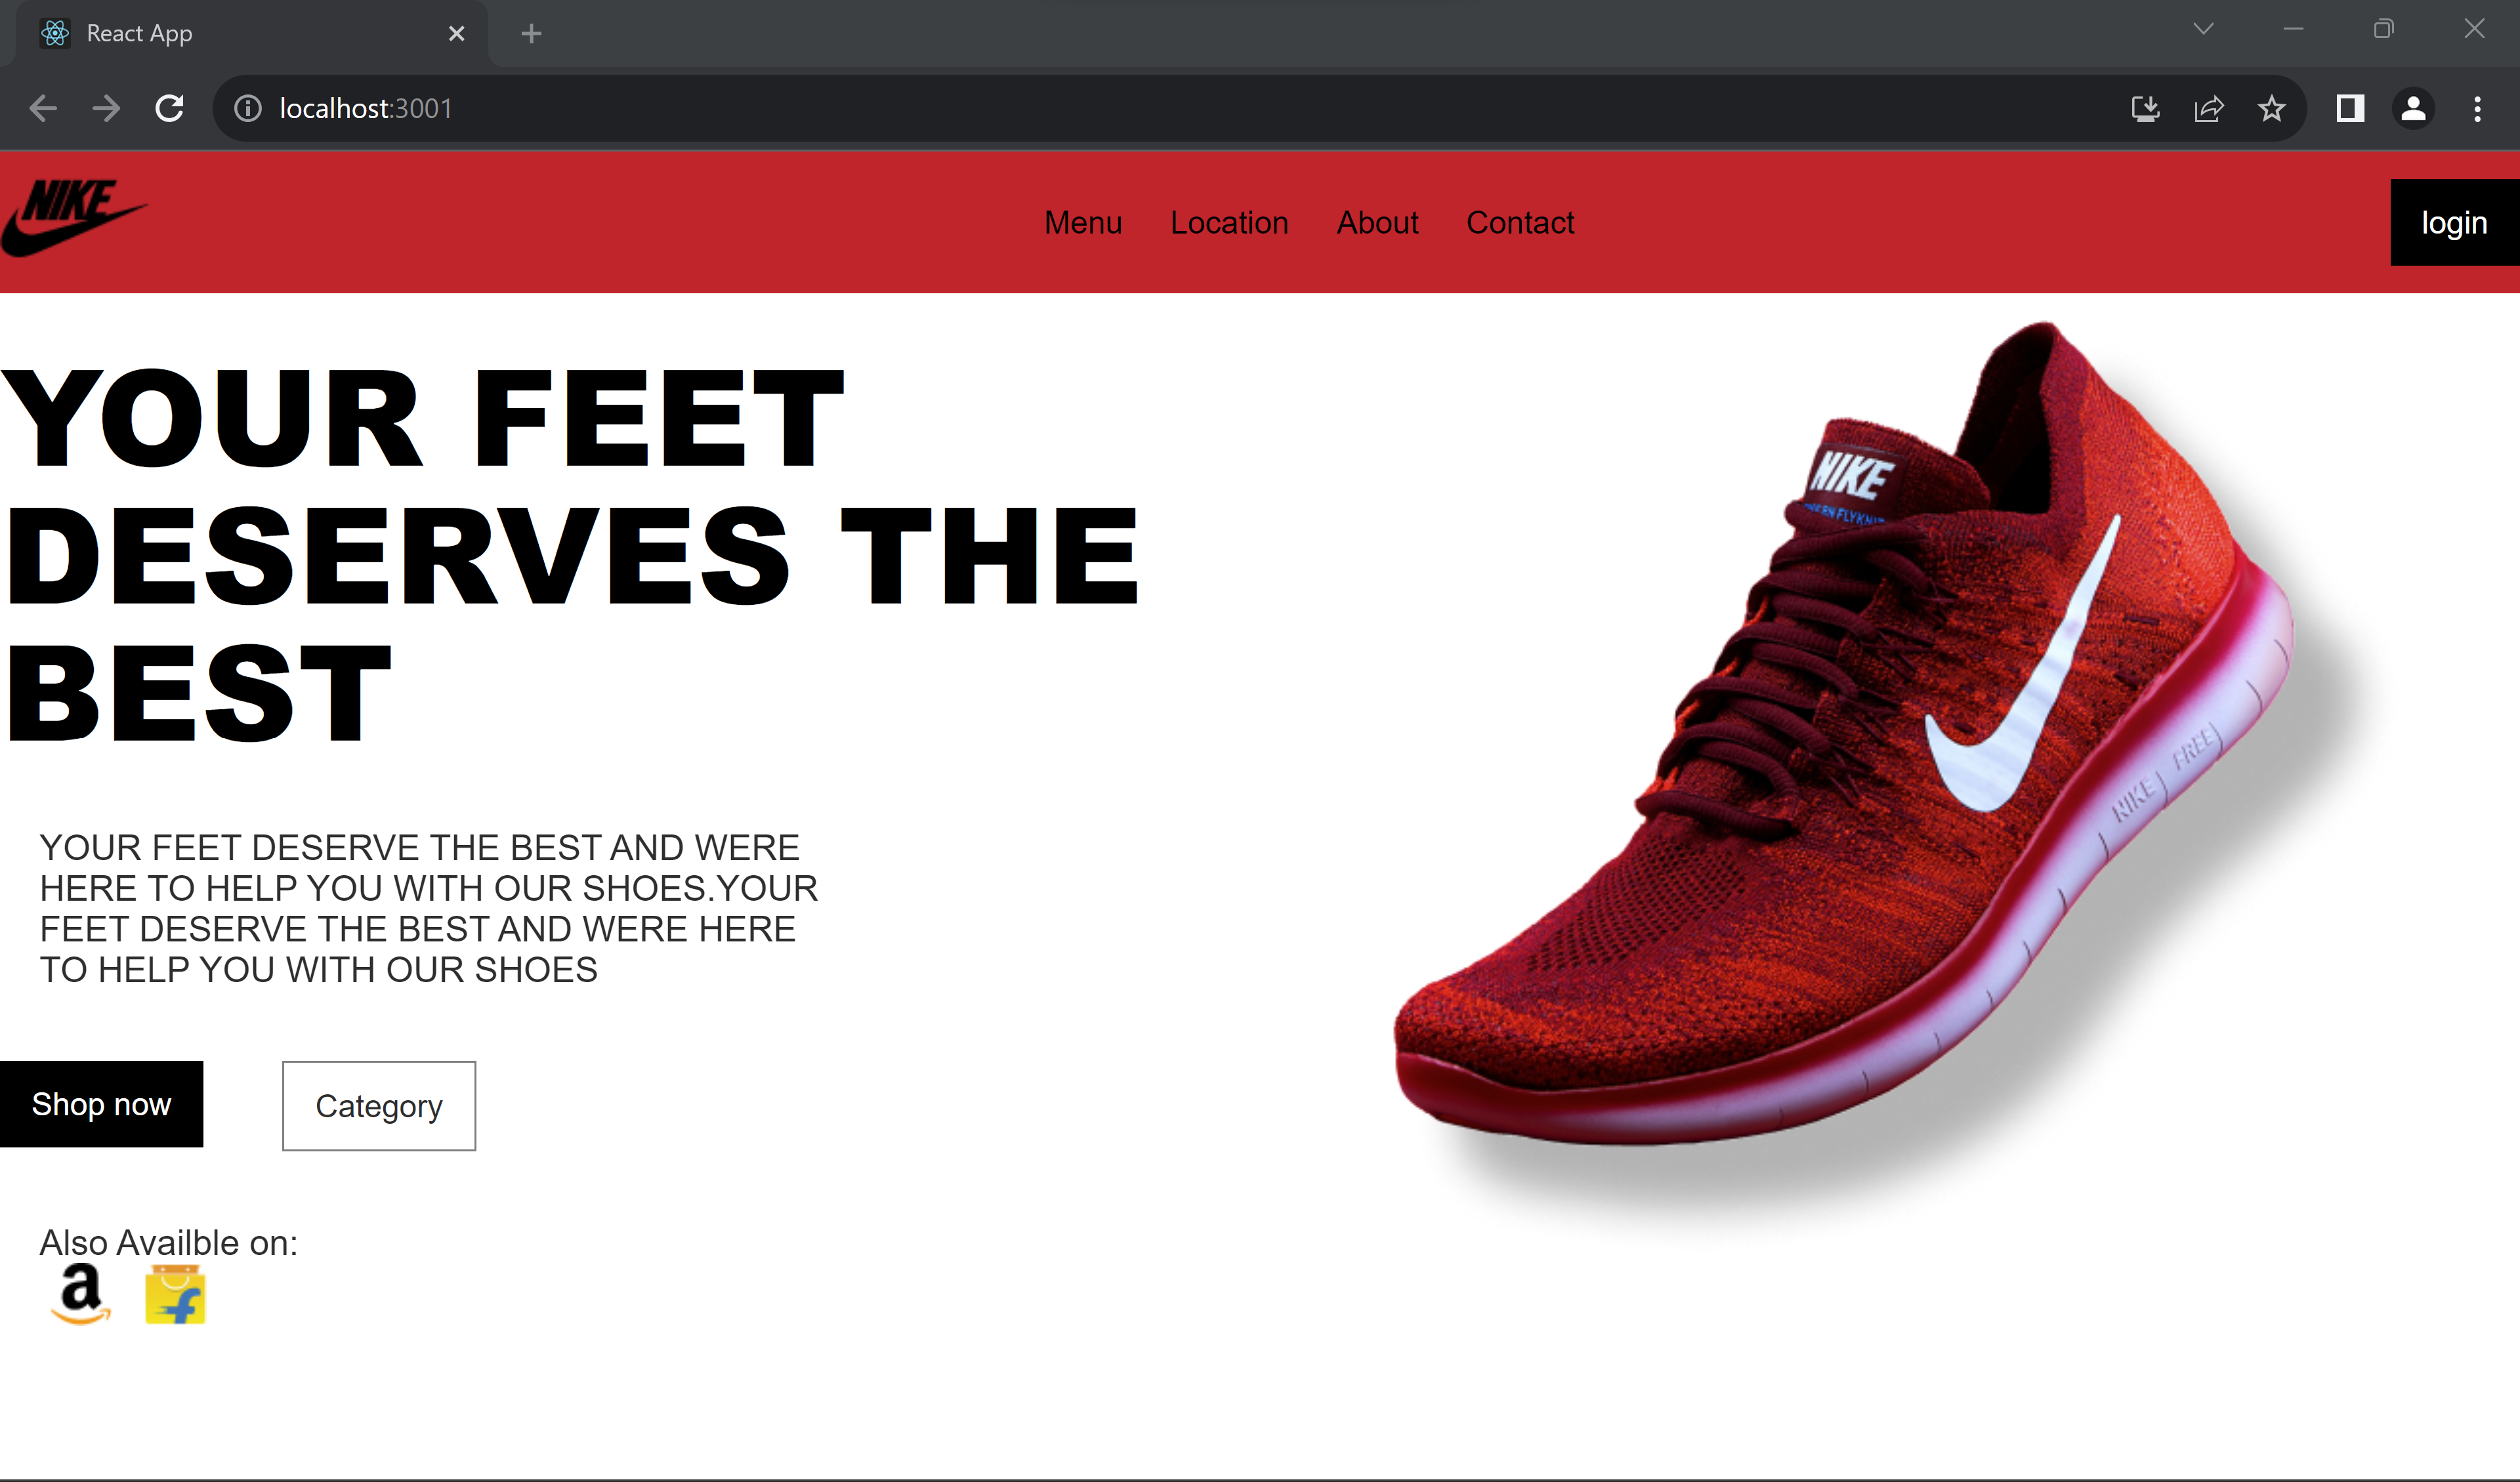 React App
localhost:3001
NIKE
Menu Location About Contact
login
YOUR FEET
DESERVES THE
BEST
YOUR FEET DESERVE THE BEST AND WERE
HERE TO HELP YOU WITH OUR SHOES.YOUR
FEET DESERVE THE BEST AND WERE HERE
TO HELP YOU WITH OUR SHOES
Shop now
Category
Also Availble on:
a
f
NIKE
NIKE FREE